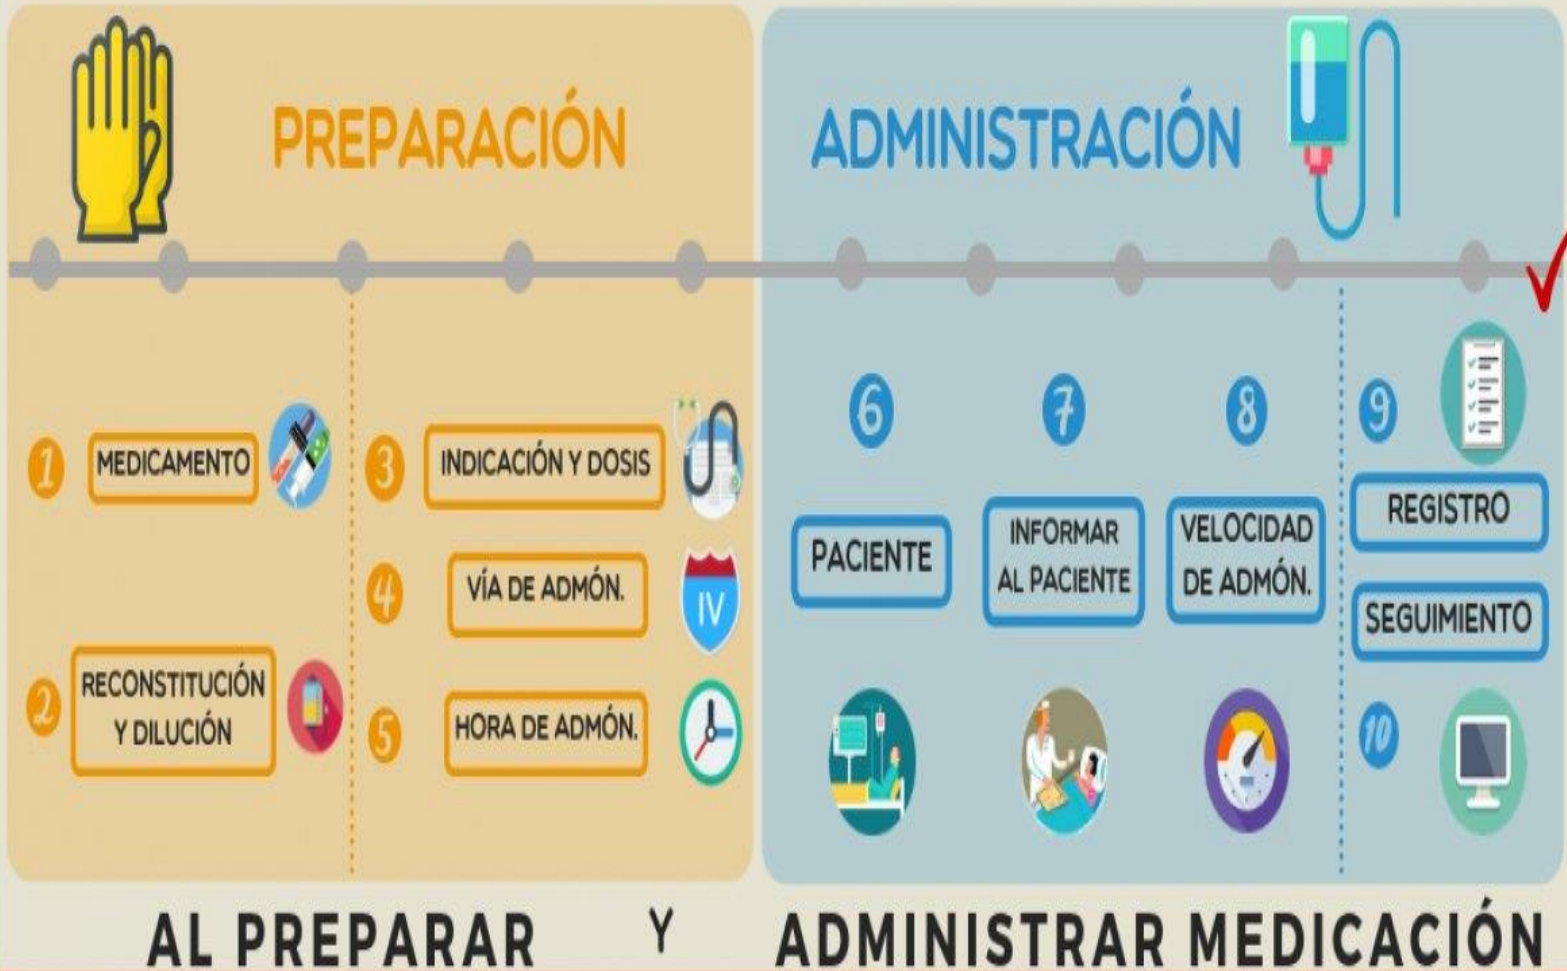 PREPARACIÓN
1
MEDICAMENTO
2
RECONSTITUCIÓN
Y DILUCIÓN
3
INDICACIÓN Y DOSIS
4
VÍA DE ADMÓN.
IV
5
HORA DE ADMÓN.
ADMINISTRACIÓN
6
PACIENTE
7
INFORMAR
AL PACIENTE
8
VELOCIDAD
DE ADMÓN.
9
REGISTRO
SEGUIMIENTO
10
AL PREPARAR Y ADMINISTRAR MEDICACIÓN